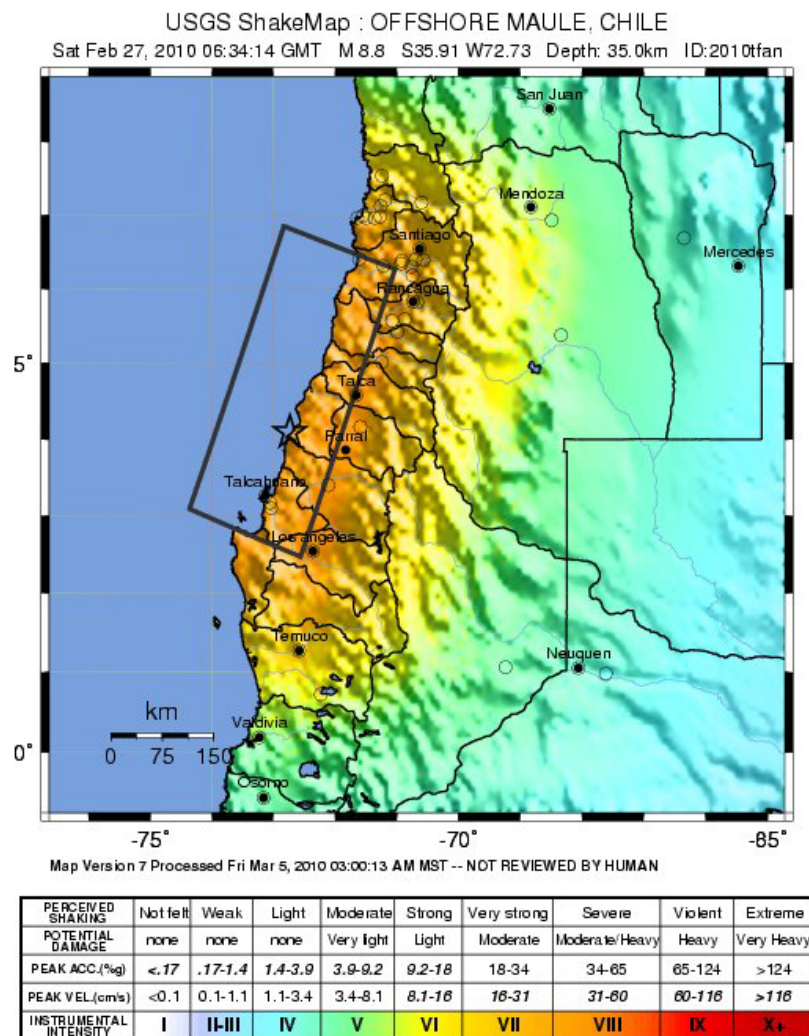 USGS ShakeMap : OFFSHORE MAULE, CHILE
Sat Feb 27, 2010 06:34:14 GMT M 8.8 S35.91 W72.73 Depth: 35.0km ID:2010tfan
San Juan
Mendoza
Santiago
Mercedes
Rancagua
5°
Talca
Parral
Talcahuano
Los angeles
Temuco
Neuquen
km
Valdivia
0 75 150
0°
Osorno
-75° -70° -65°
Map Version 7 Processed Fri Mar 5, 2010 03:00:13 AM MST -- NOT REVIEWED BY HUMAN
PERCEIVED SHAKING Not felt Weak Light Moderate Strong Very strong Severe Violent Extreme
POTENTIAL DAMAGE none none none Very light Light Moderate Moderate/Heavy Heavy Very Heavy
PEAK ACC.(%g) <.17 .17-1.4 1.4-3.9 3.9-9.2 9.2-18 18-34 34-65 65-124 >124
PEAK VEL.(cm/s) <0.1 0.1-1.1 1.1-3.4 3.4-8.1 8.1-16 16-31 31-60 60-116 >116
INSTRUMENTAL INTENSITY I II-III IV V VI VII VIII IX X+